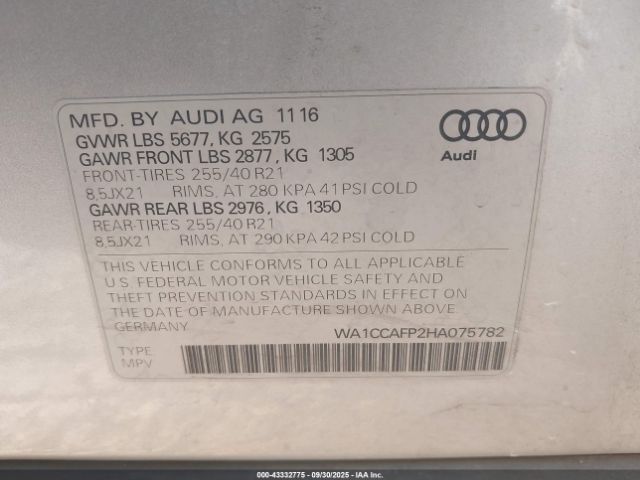 MFD. BY AUDI AG 11 16
GVWR LBS 5677, KG 2575
GAWR FRONT LBS 2877, KG 1305
FRONT-TIRES 255/40 R21
8,5JX21 RIMS, AT 280 KPA 41 PSI COLD
GAWR REAR LBS 2976, KG 1350
REAR-TIRES 255/40 R21
8,5JX21 RIMS, AT 290 KPA 42 PSI COLD
Audi
THIS VEHICLE CONFORMS TO ALL APPLICABLE
U.S. FEDERAL MOTOR VEHICLE SAFETY AND
THEFT PREVENTION STANDARDS IN EFFECT
ON THE DATE OF MANUFACTURE SHOWN ABOVE
GERMANY
WA1CCAFP2HA075782
TYPE
MPV
000-43332775 - 09/30/2025 - IAAI.COM